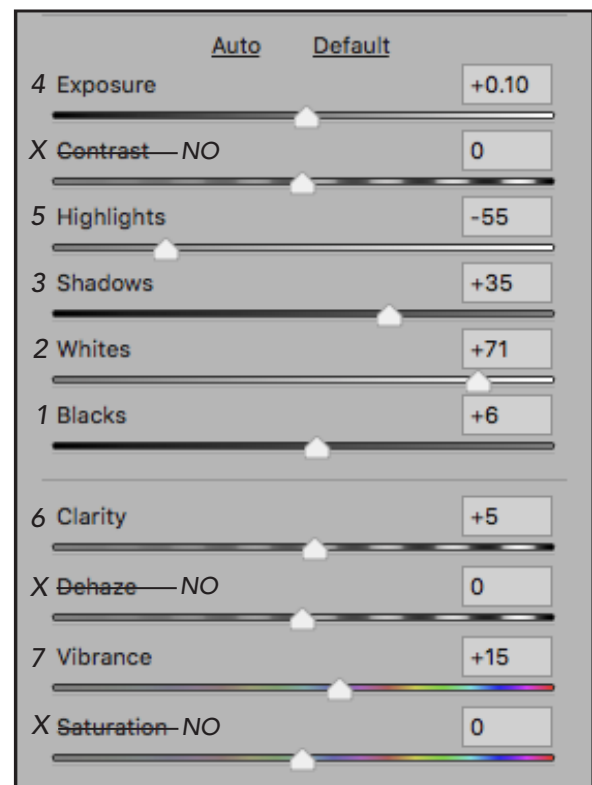 Auto Default
4 Exposure +0.10
X Contrast NO 0
5 Highlights -55
3 Shadows +35
2 Whites +71
1 Blacks +6
6 Clarity +5
X Dehaze NO 0
7 Vibrance +15
X Saturation NO 0